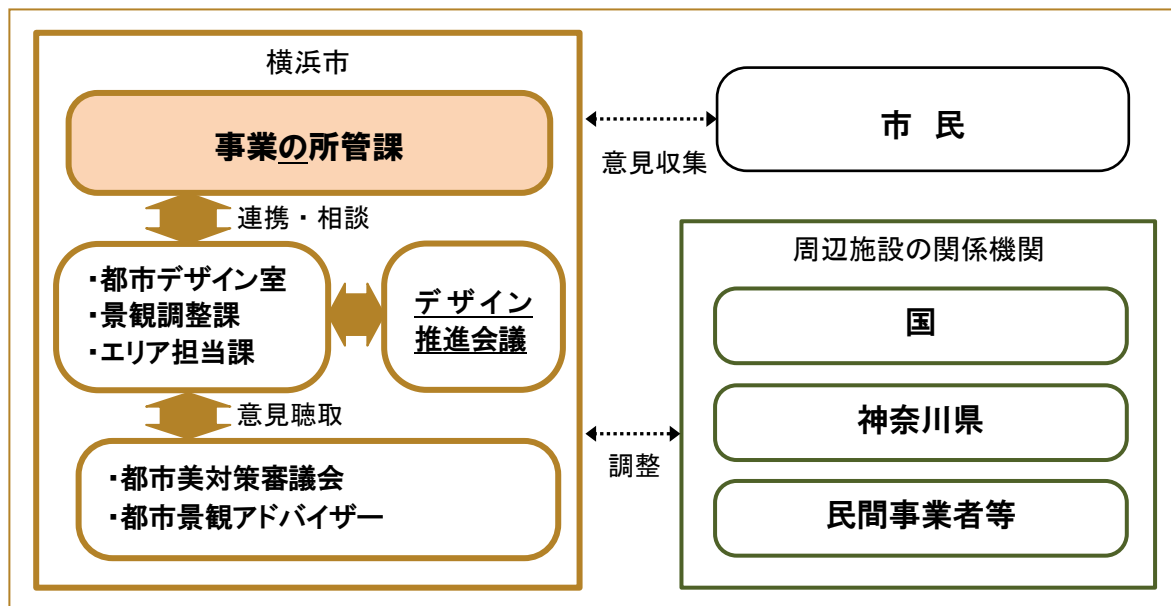 横浜市
事業の所管課
連携・相談
・都市デザイン室
・景観調整課
・エリア担当課
デザイン
推進会議
意見聴取
・都市美対策審議会
・都市景観アドバイザー
市 民
意見収集
周辺施設の関係機関
国
神奈川県
民間事業者等
調整